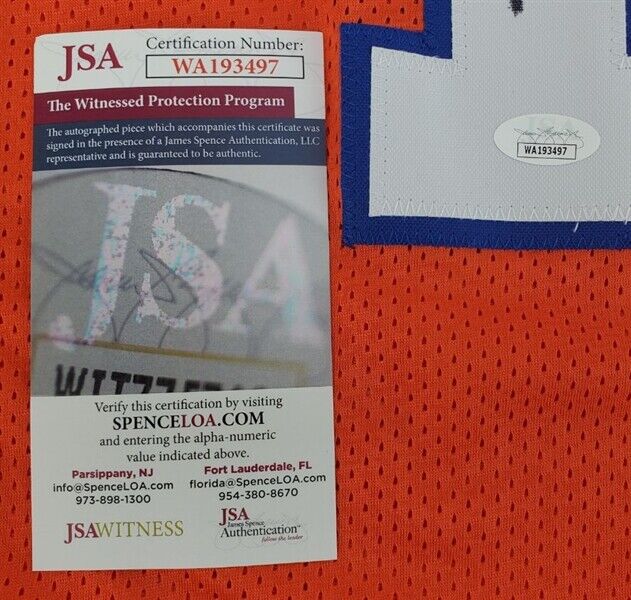 JSA
Certification Number:
WA193497
The Witnessed Protection Program
The autographed piece which accompanies this certificate was
signed in the presence of a James Spence Authentication, LLC
representative and is guaranteed to be authentic.
JSA
Verify this certification by visiting
SPENCELOA.COM
and entering the alpha-numeric
value indicated above.
Parsippany, NJ
info@SpenceLOA.com
973-898-1300
Fort Lauderdale, FL
florida@SpenceLOA.com
954-380-8670
JSAWITNESS
JSA
James Spence
Authentication
follow the leader
JSA
WA193497